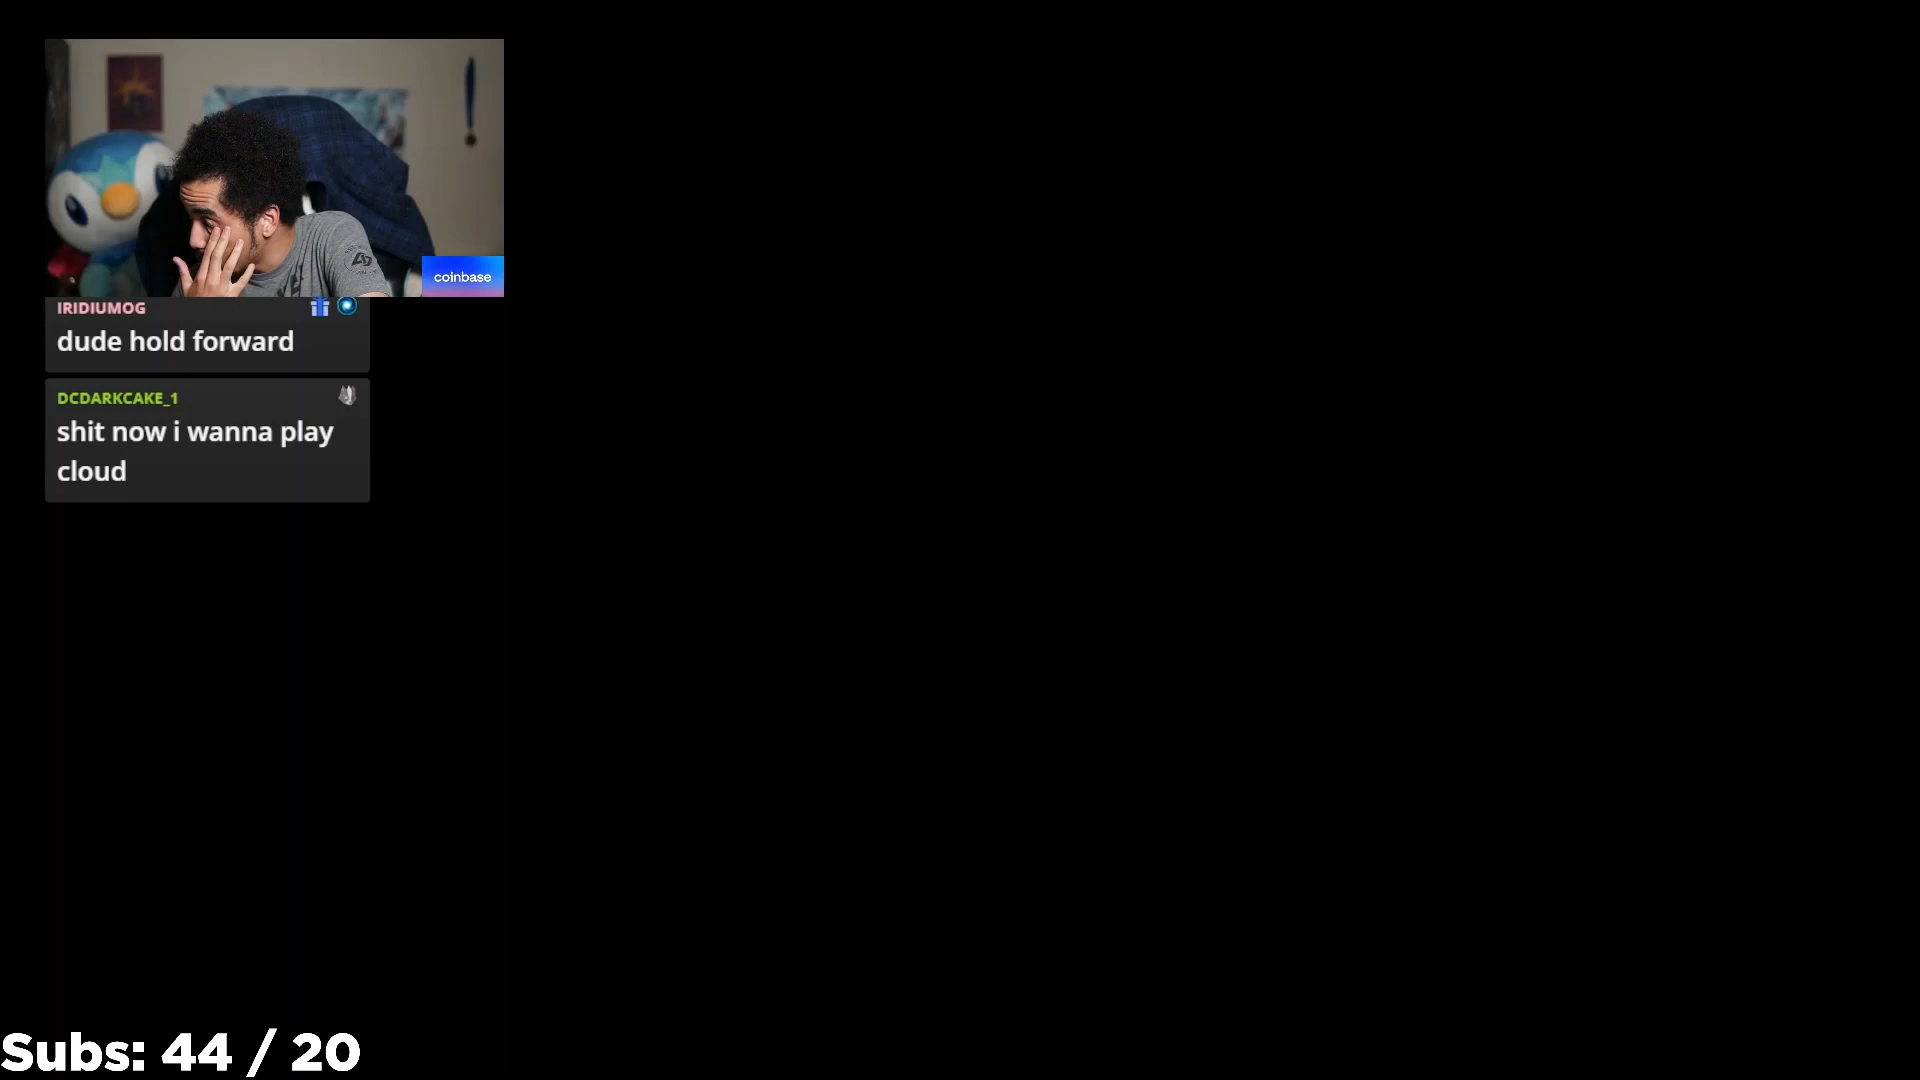 coinbase
IRIDIUMOG
dude hold forward
DCDARKCAKE_1
shit now i wanna play
cloud
Subs: 44 / 20